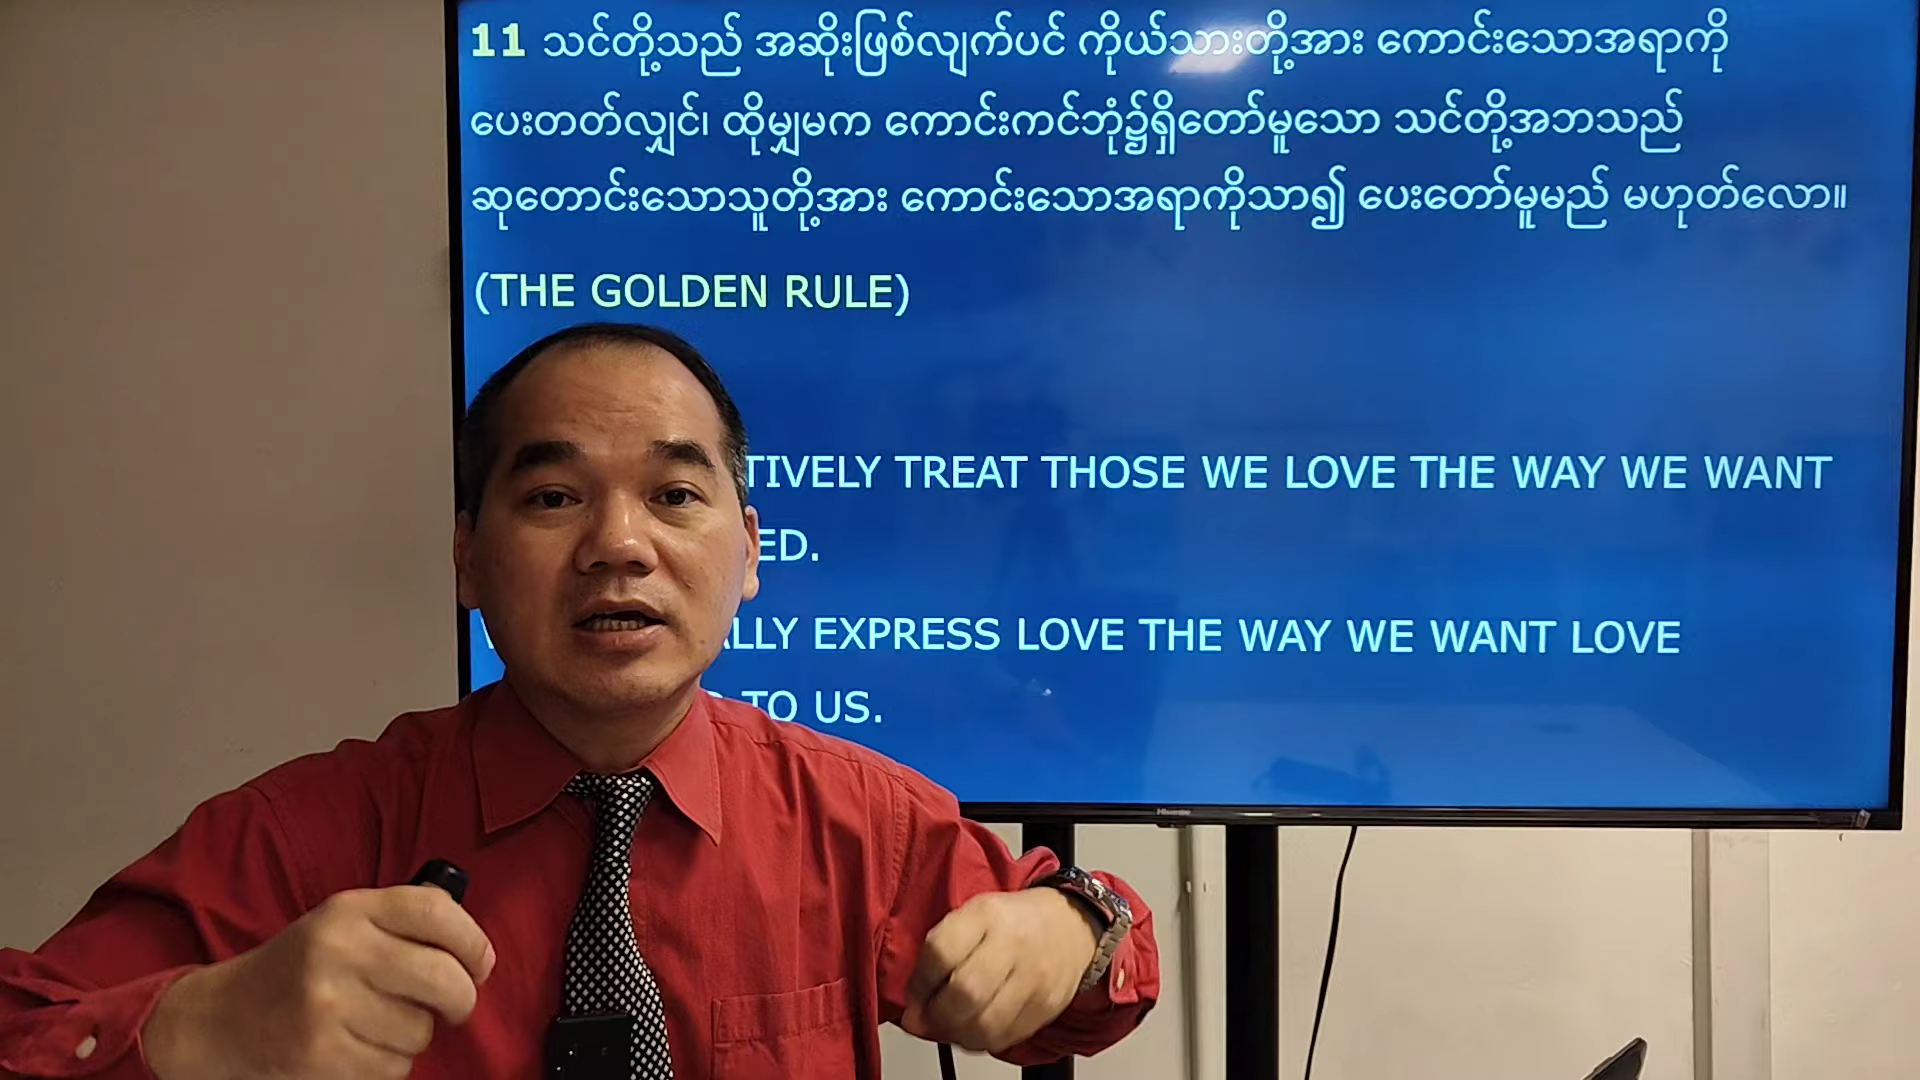 11 သင်တို့သည် အဆိုးဖြစ်လျက်ပင် ကိုယ်သားတို့အား ကောင်းသောအရာကို
ပေးတတ်လျှင်၊ ထိုမျှမက ကောင်းကင်ဘုံ၌ရှိတော်မူသော သင်တို့အဘသည်
ဆုတောင်းသောသူတို့အား ကောင်းသောအရာကိုသာ၍ ပေးတော်မူမည် မဟုတ်လော။
(THE GOLDEN RULE)
TREAT THOSE WE LOVE THE WAY WE WANT
EXPRESS LOVE THE WAY WE WANT LOVE
TO US.
Hisense